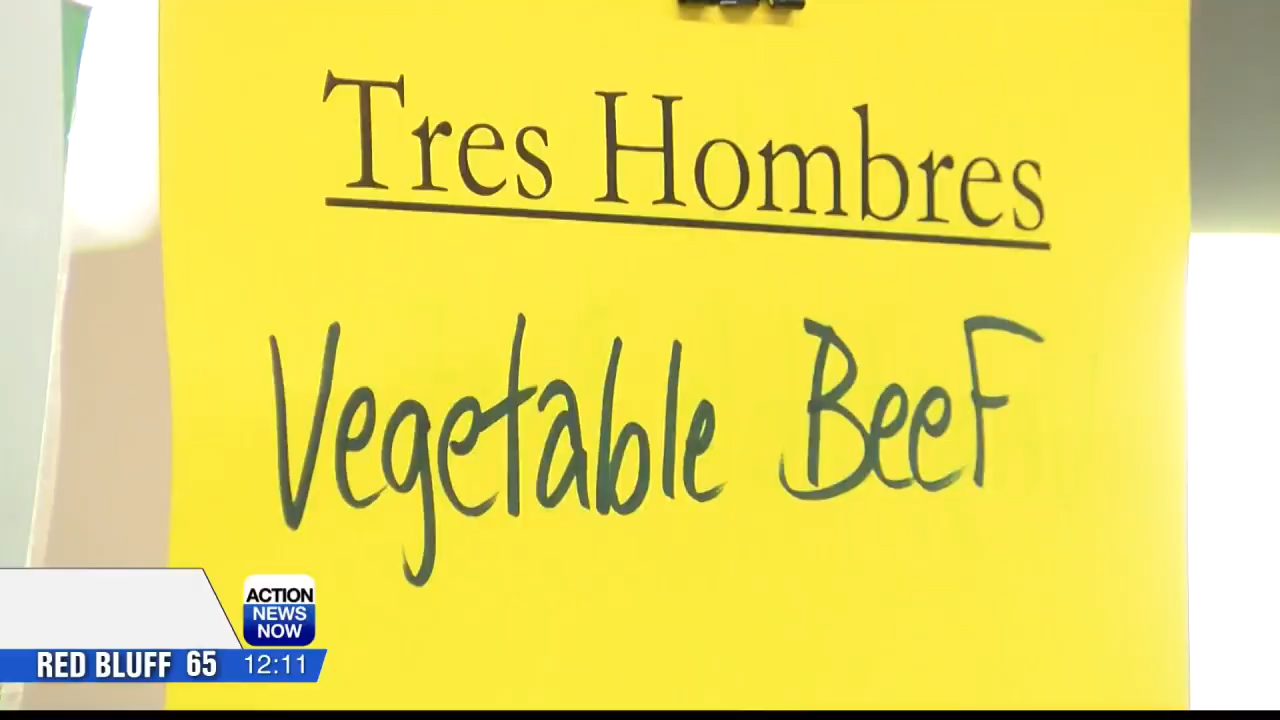 Tres Hombres
Vegetable BeeF
ACTION
NEWS
NOW
RED BLUFF 65 12:11